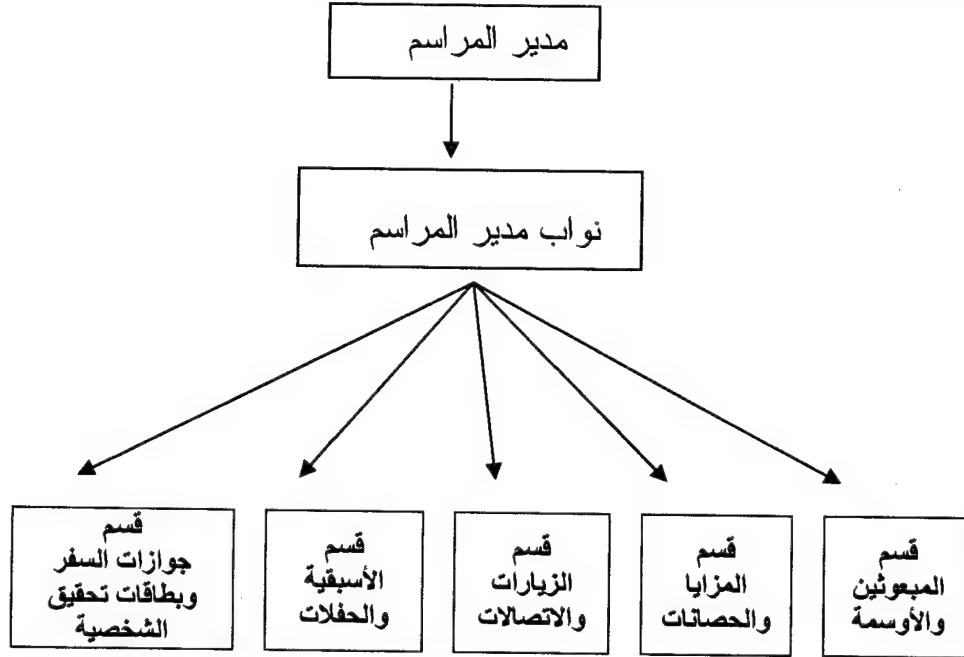 مدير المراسم
نواب مدير المراسم
قسم
المبعوثين
والأوسمة
قسم
المزايا
والحصانات
قسم
الزيارات
والاتصالات
قسم
الأسبقية
والحفلات
قسم
جوازات السفر
وبطاقات تحقيق
الشخصية